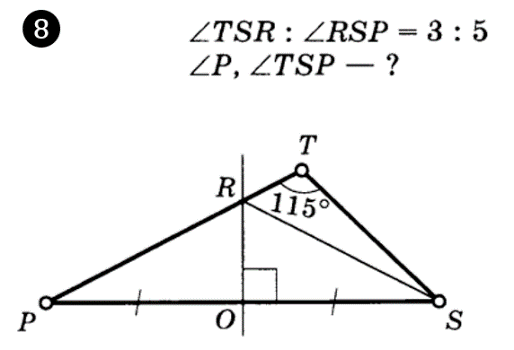 8
∠TSR : ∠RSP = 3 : 5
∠P, ∠TSP — ?
T
R
115°
P
O
S